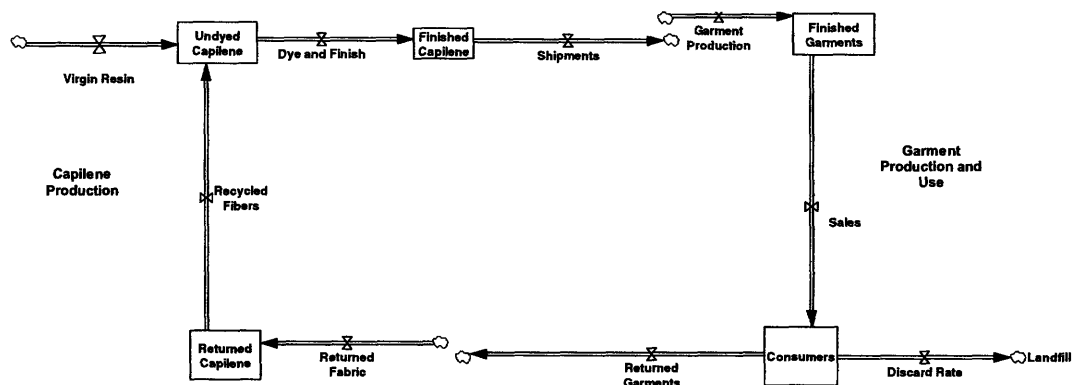 Undyed
Capilene
Finished
Capilene
Garment
Production
Finished
Garments
Virgin Resin
Dye and Finish
Shipments
Capilene
Production
Garment
Production and
Use
Recycled
Fibers
Sales
Returned
Capilene
Returned
Fabric
Returned
Garments
Consumers
Discard Rate
Landfill